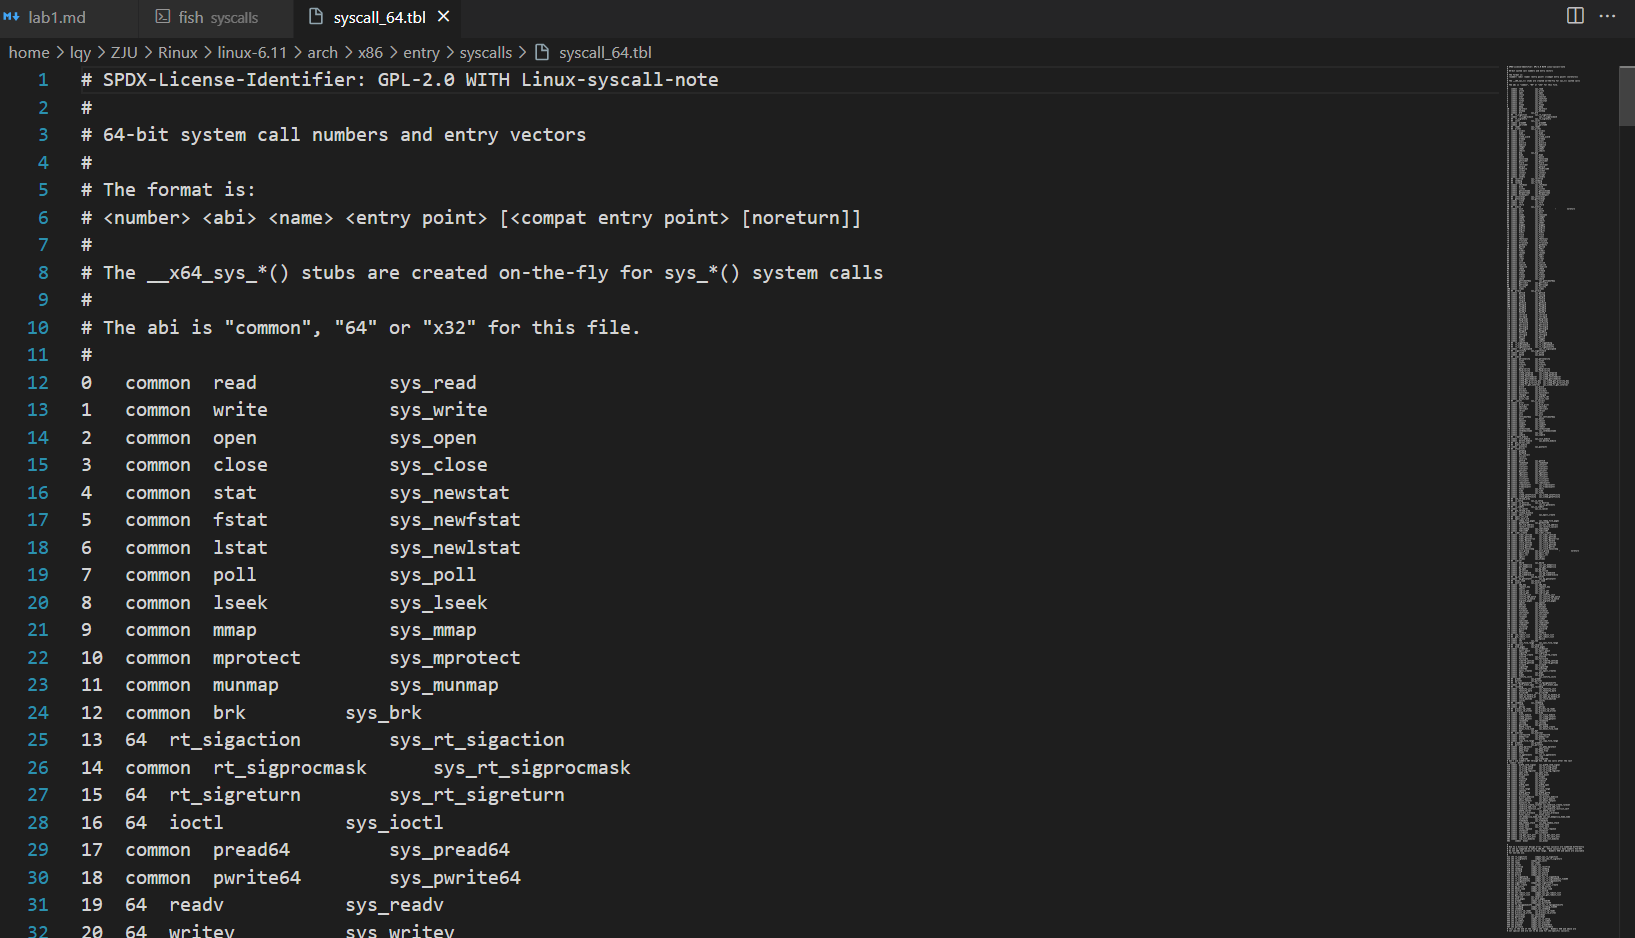 lab1.md fish syscalls syscall_64.tbl
home > lqy > ZJU > Rinux > linux-6.11 > arch > x86 > entry > syscalls > syscall_64.tbl
1 # SPDX-License-Identifier: GPL-2.0 WITH Linux-syscall-note
2 #
3 # 64-bit system call numbers and entry vectors
4 #
5 # The format is:
6 # <number> <abi> <name> <entry point> [<compat entry point> [noreturn]]
7 #
8 # The __x64_sys_*() stubs are created on-the-fly for sys_*() system calls
9 #
10 # The abi is "common", "64" or "x32" for this file.
11 #
12 0 common read sys_read
13 1 common write sys_write
14 2 common open sys_open
15 3 common close sys_close
16 4 common stat sys_newstat
17 5 common fstat sys_newfstat
18 6 common lstat sys_newlstat
19 7 common poll sys_poll
20 8 common lseek sys_lseek
21 9 common mmap sys_mmap
22 10 common mprotect sys_mprotect
23 11 common munmap sys_munmap
24 12 common brk sys_brk
25 13 64 rt_sigaction sys_rt_sigaction
26 14 common rt_sigprocmask sys_rt_sigprocmask
27 15 64 rt_sigreturn sys_rt_sigreturn
28 16 64 ioctl sys_ioctl
29 17 common pread64 sys_pread64
30 18 common pwrite64 sys_pwrite64
31 19 64 readv sys_readv
32 20 64 writev sys_writev